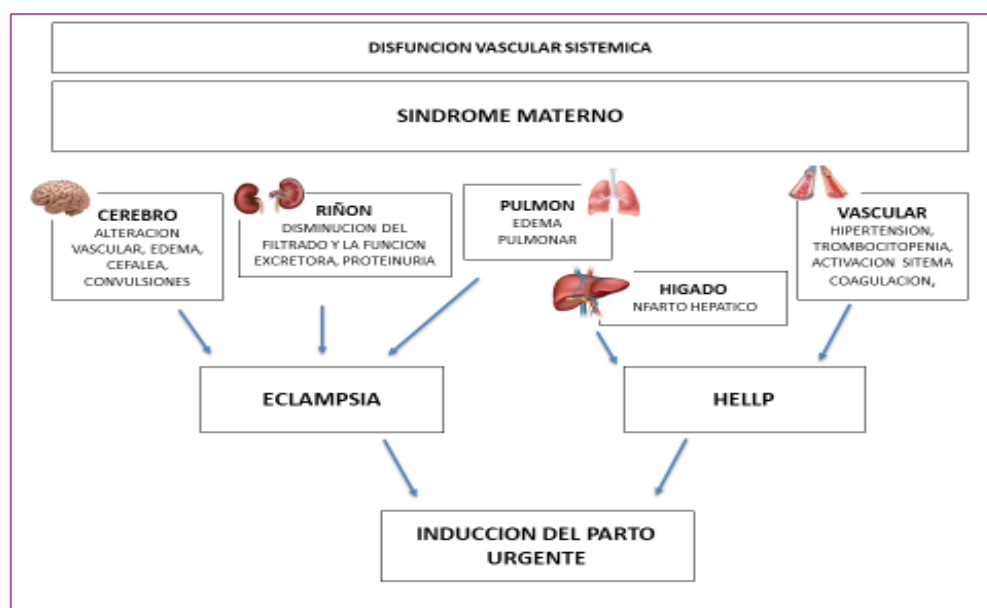 DISFUNCION VASCULAR SISTEMICA
SINDROME MATERNO
CEREBRO
ALTERACION
VASCULAR, EDEMA,
CEFALEA,
CONVULSIONES
RIÑON
DISMINUCION DEL
FILTRADO Y LA FUNCION
EXCRETORA, PROTEINURIA
PULMON
EDEMA
PULMONAR
HIGADO
NFARTO HEPATICO
VASCULAR
HIPERTENSION,
TROMBOCITOPENIA,
ACTIVACION SITEMA
COAGULACION,
ECLAMPSIA
HELLP
INDUCCION DEL PARTO
URGENTE